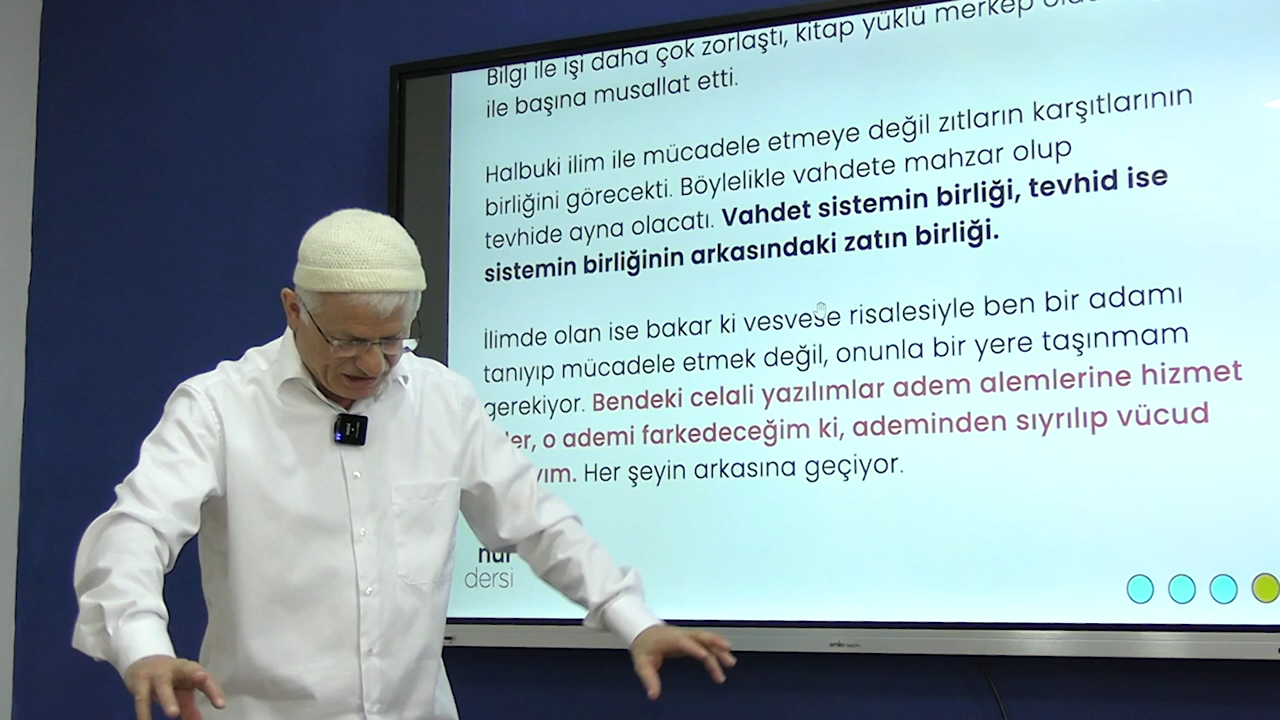 Bilgi ile işi daha çok zorlaştı, kitap yüklü merkep
ile başına musallat etti.
Halbuki ilim ile mücadele etmeye değil zıtların karşıtlarının
birliğini görecekti. Böylelikle vahdete mahzar olup
tevhide ayna olacatı. Vahdet sistemin birliği, tevhid ise
sistemin birliğinin arkasındaki zatın birliği.
İlimde olan ise bakar ki vesvese risalesiyle ben bir adamı
tanıyıp mücadele etmek değil, onunla bir yere taşınmam
gerekiyor. Bendeki celali yazılımlar adem alemlerine hizmet
o ademi farkedeceğim ki, ademinden sıyrılıp vücud
Her şeyin arkasına geçiyor.
nur
dersi